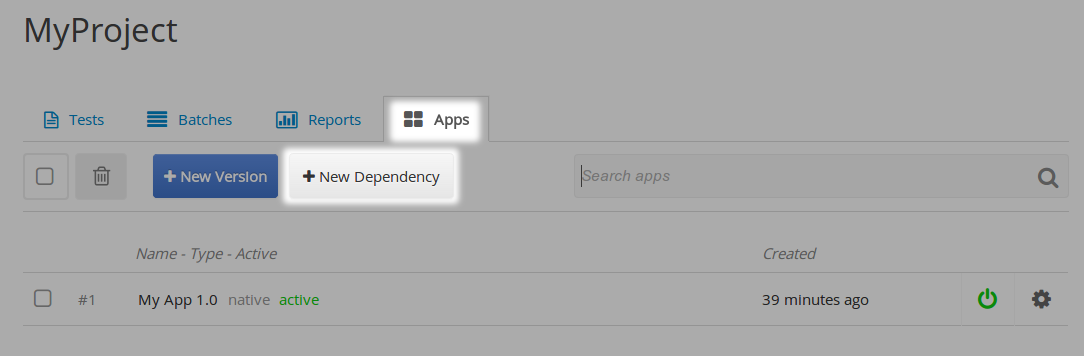 MyProject
Tests Batches Reports Apps
New Version New Dependency Search apps
Name - Type - Active Created
#1 My App 1.0 native active 39 minutes ago